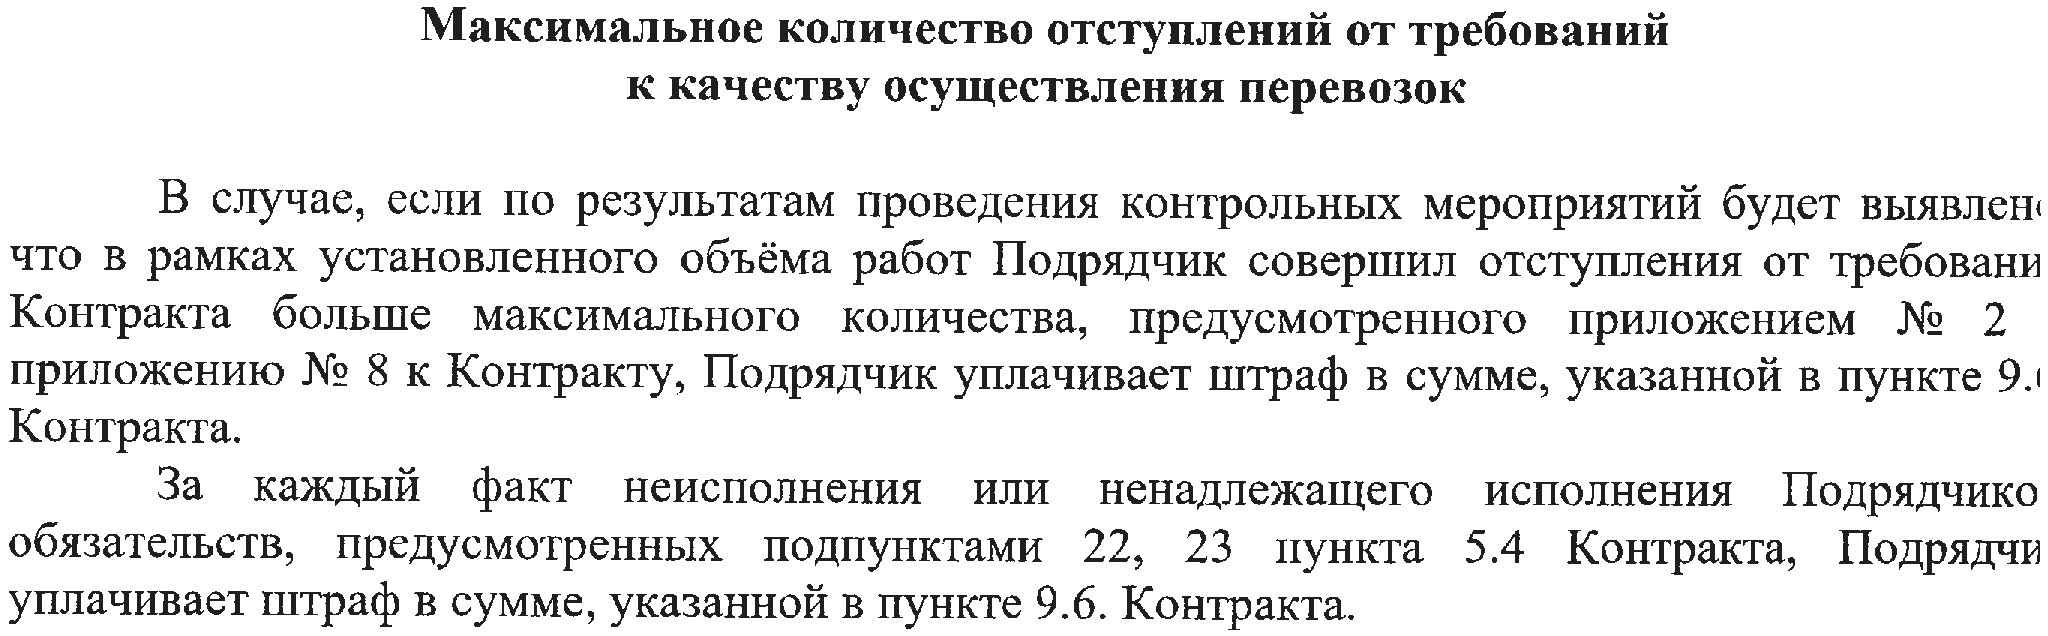 Максимальное количество отступлений от требований
к качеству осуществления перевозок
В случае, если по результатам проведения контрольных мероприятий будет
что в рамках установленного объёма работ Подрядчик совершил отступления от
Контракта больше максимального количества, предусмотренного приложением № 2
приложению № 8 к Контракту, Подрядчик уплачивает штраф в сумме, указанной в пункте
Контракта.
За каждый факт неисполнения или ненадлежащего исполнения
обязательств, предусмотренных подпунктами 22, 23 пункта 5.4 Контракта,
уплачивает штраф в сумме, указанной в пункте 9.6. Контракта.